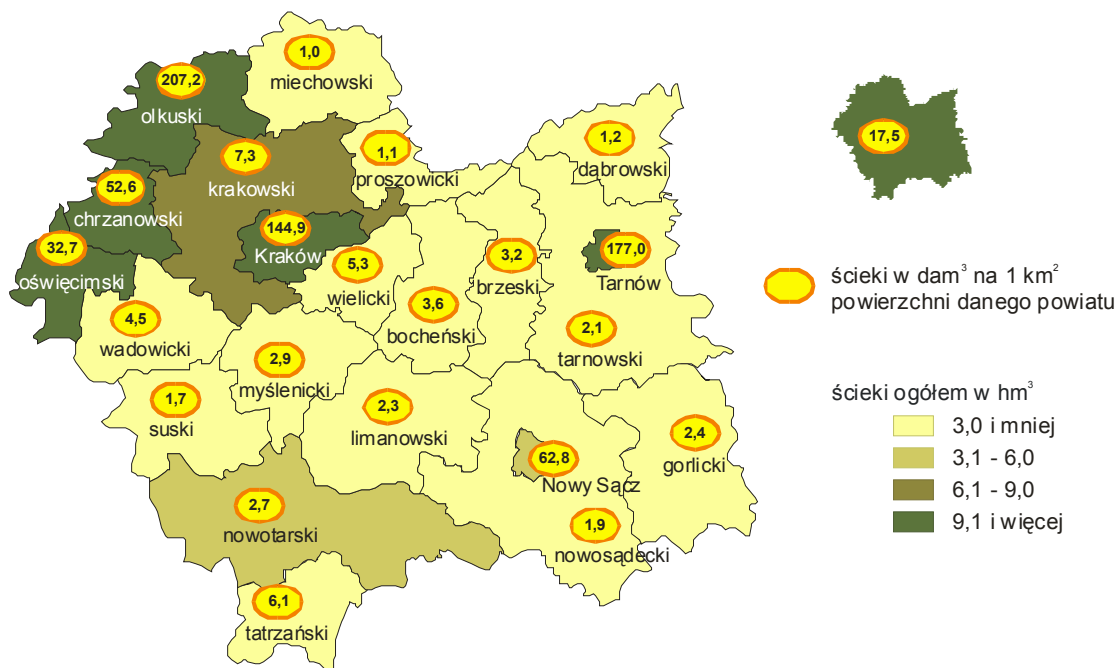 1,0
miechowski
207,2
olkuski
7,3
krakowski
1,1
proszowicki
1,2
dąbrowski
17,5
52,6
chrzanowski
144,9
Kraków
32,7
oświęcimski
5,3
wielicki
3,2
brzeski
177,0
Tarnów
4,5
wadowicki
3,6
bocheński
2,1
tarnowski
2,9
myślenicki
1,7
suski
2,3
limanowski
2,4
gorlicki
62,8
Nowy Sącz
2,7
nowotarski
1,9
nowosądecki
6,1
tatrzański
ścieki w dam³ na 1 km²
powierzchni danego powiatu
ścieki ogółem w hm³
3,0 i mniej
3,1 - 6,0
6,1 - 9,0
9,1 i więcej